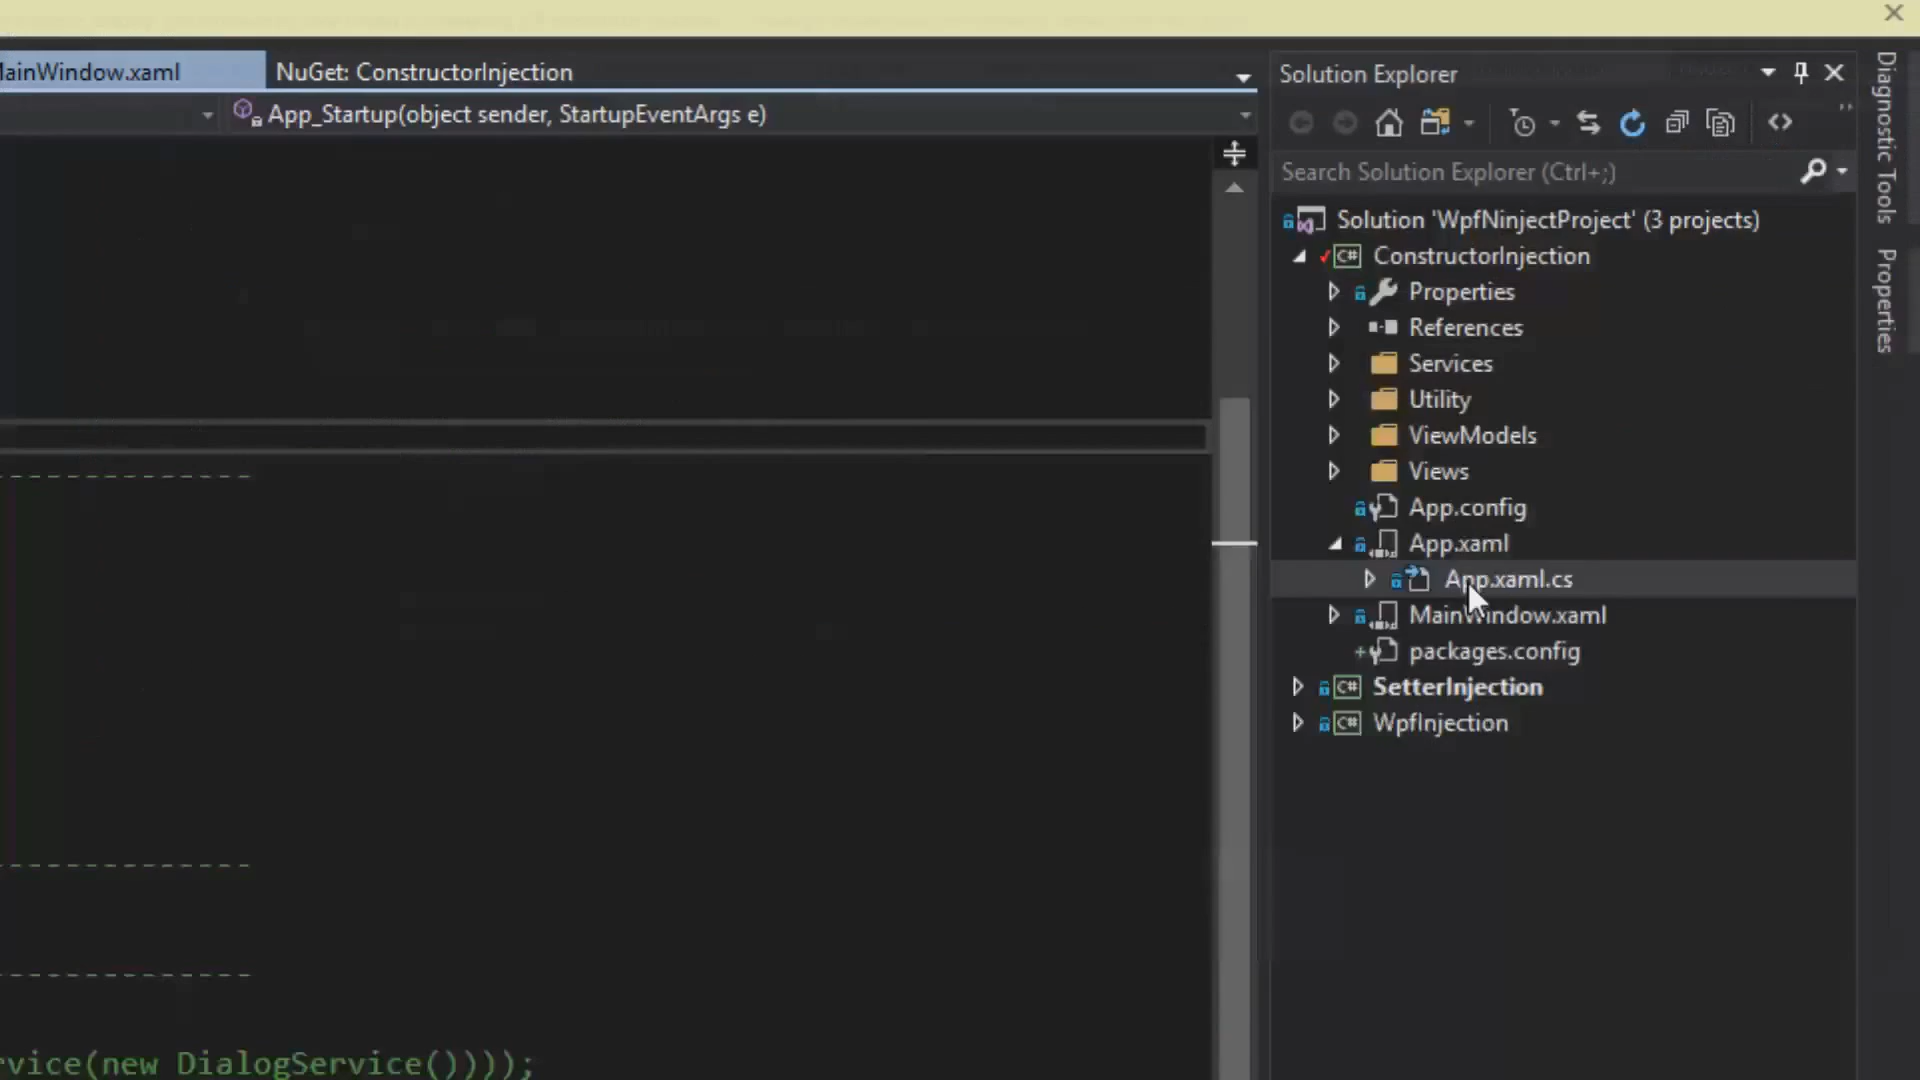 MainWindow.xaml
NuGet: ConstructorInjection
App_Startup(object sender, StartupEventArgs e)
rvice(new DialogService())));
Solution Explorer
Search Solution Explorer (Ctrl+;)
Solution 'WpfNinjectProject' (3 projects)
ConstructorInjection
Properties
References
Services
Utility
ViewModels
Views
App.config
App.xaml
App.xaml.cs
MainWindow.xaml
packages.config
SetterInjection
WpfInjection
Diagnostic Tools
Properties